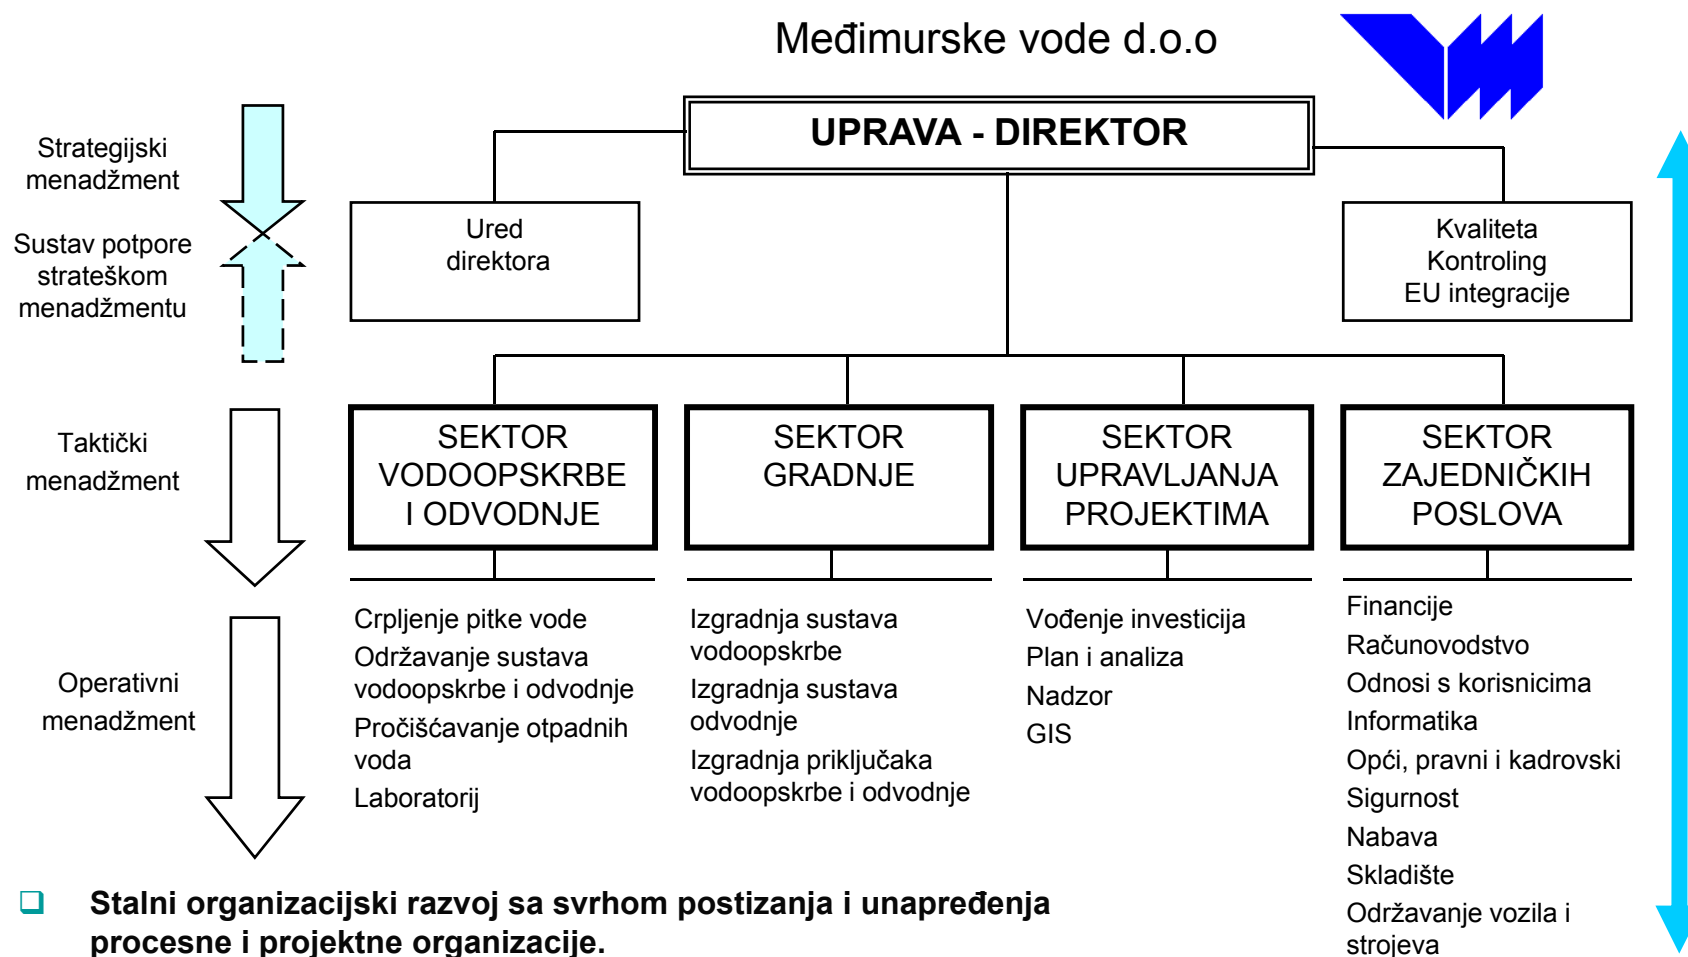 Međimurske vode d.o.o
UPRAVA - DIREKTOR
Strategijski
menadžment
Sustav potpore
strateškom
menadžmentu
Ured
direktora
Kvaliteta
Kontroling
EU integracije
Taktički
menadžment
SEKTOR
VODOOPSKRBE
I ODVODNJE
SEKTOR
GRADNJE
SEKTOR
UPRAVLJANJA
PROJEKTIMA
SEKTOR
ZAJEDNIČKIH
POSLOVA
Operativni
menadžment
Crpljenje pitke vode
Održavanje sustava
vodoopskrbe i odvodnje
Pročišćavanje otpadnih
voda
Laboratorij
Izgradnja sustava
vodoopskrbe
Izgradnja sustava
odvodnje
Izgradnja priključaka
vodoopskrbe i odvodnje
Vođenje investicija
Plan i analiza
Nadzor
GIS
Financije
Računovodstvo
Odnosi s korisnicima
Informatika
Opći, pravni i kadrovski
Sigurnost
Nabava
Skladište
Održavanje vozila i
strojeva
Stalni organizacijski razvoj sa svrhom postizanja i unapređenja
procesne i projektne organizacije.